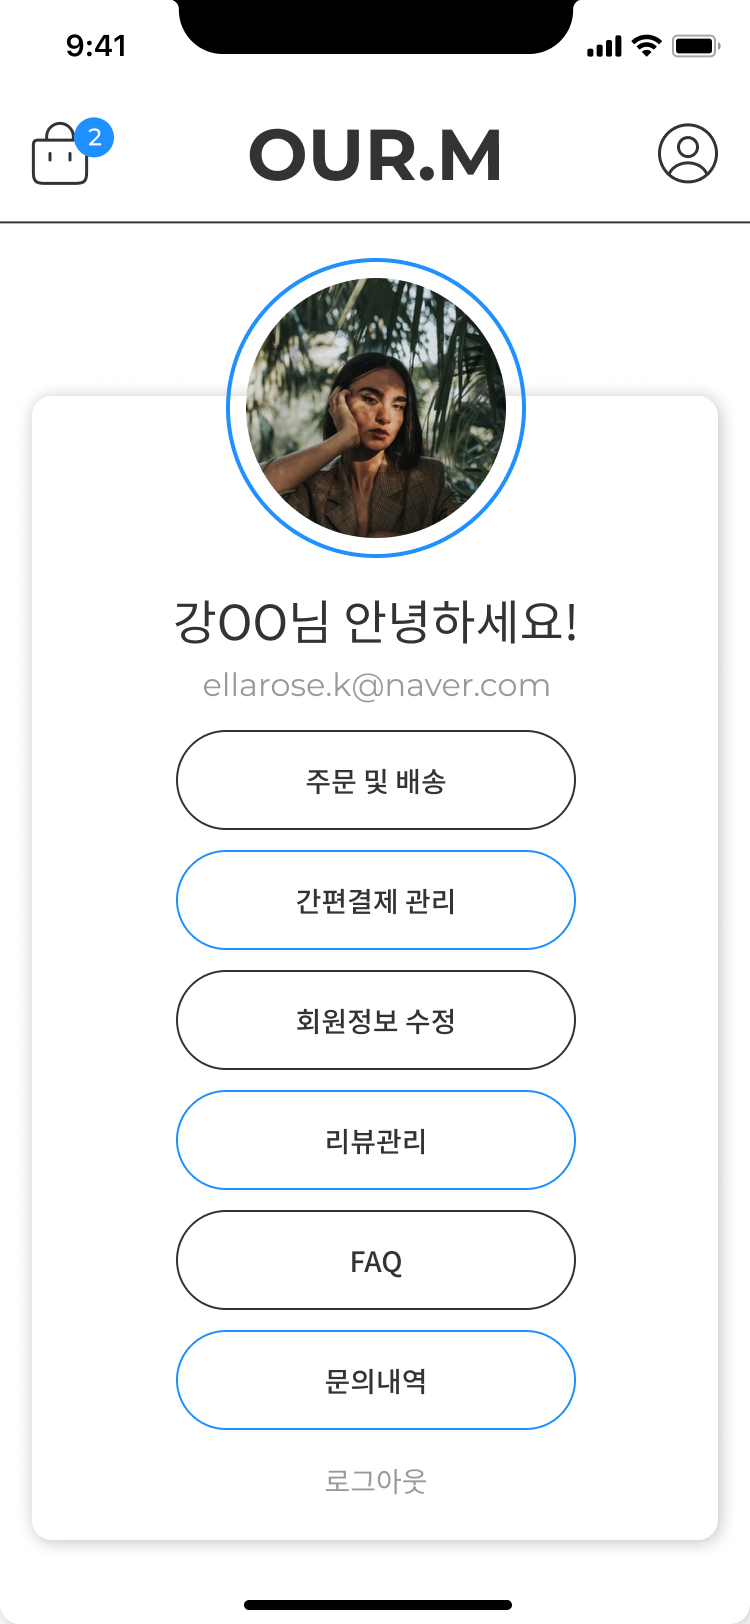 9:41
2
OUR.M
강OO님 안녕하세요!
ellarose.k@naver.com
주문 및 배송
간편결제 관리
회원정보 수정
리뷰관리
FAQ
문의내역
로그아웃